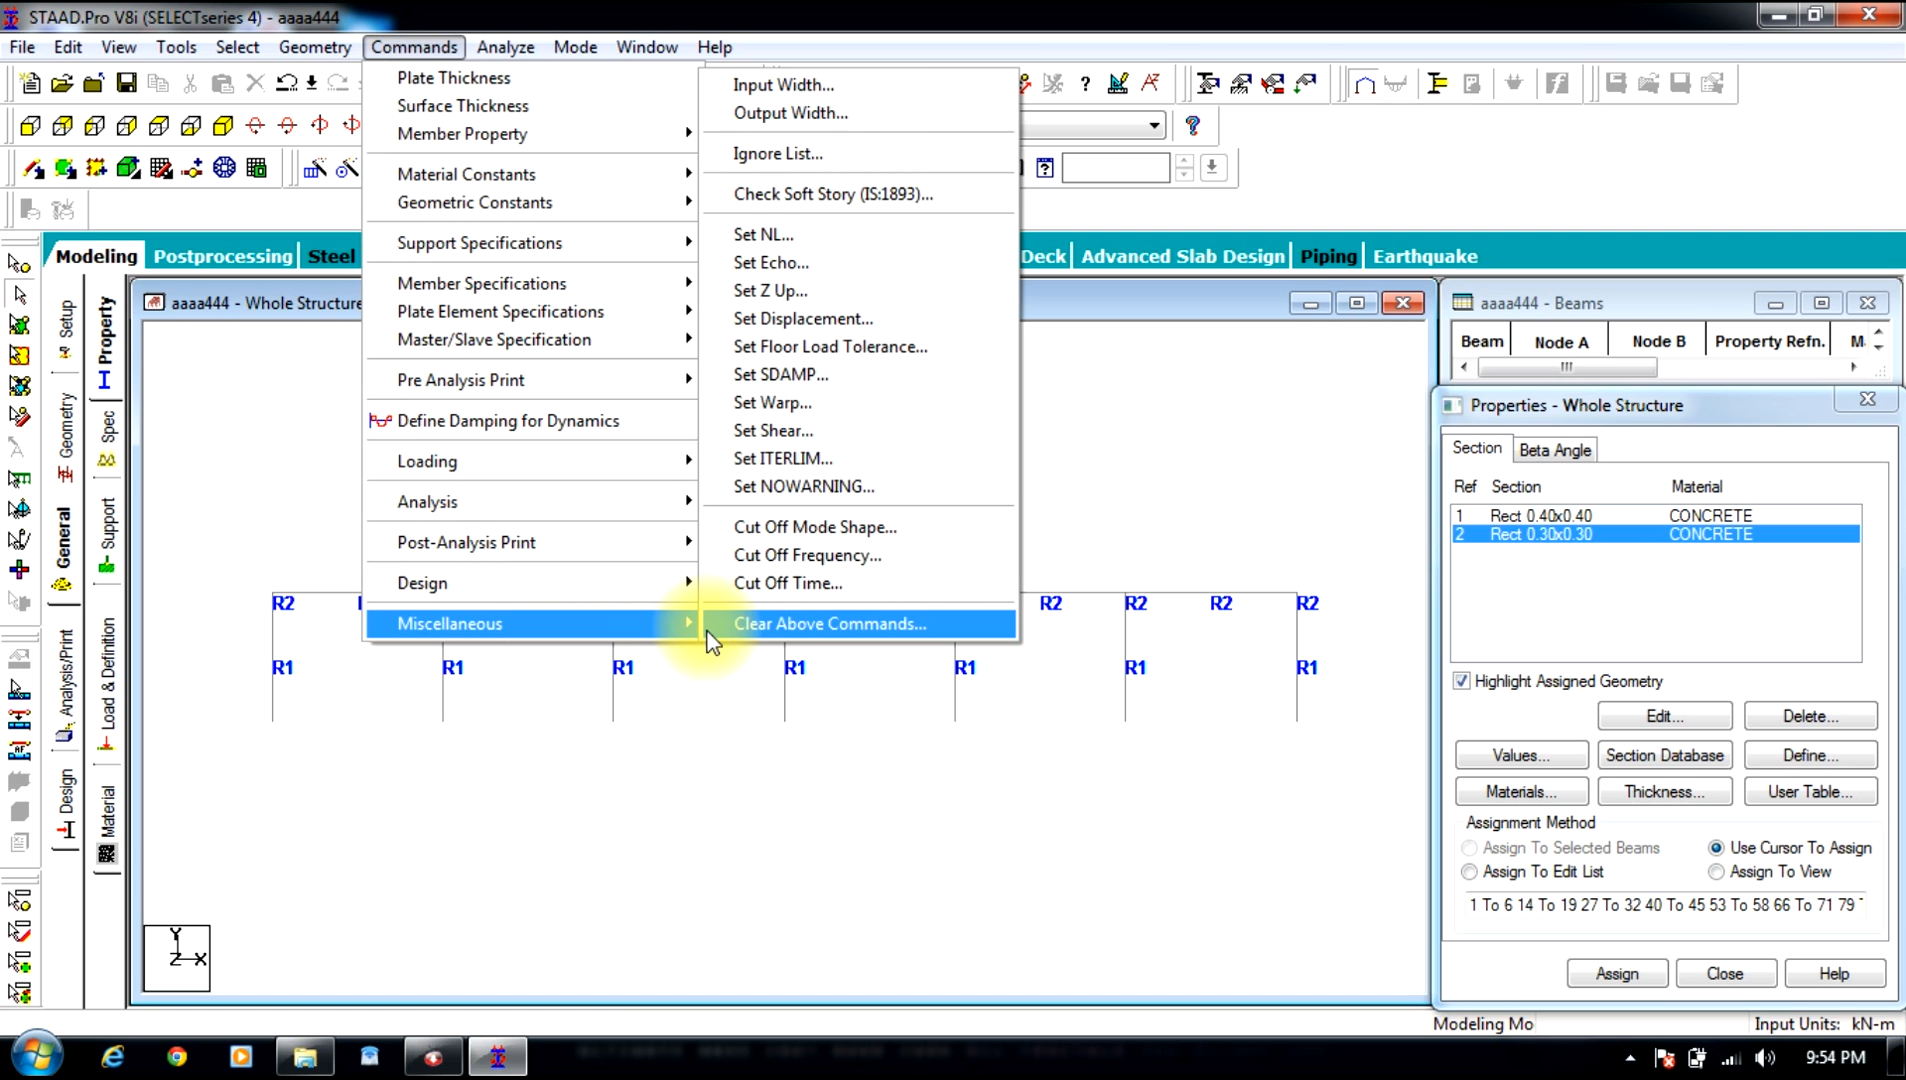 STAAD.Pro V8i (SELECTseries 4) - aaaa444
File Edit View Tools Select Geometry Commands Analyze Mode Window Help
Plate Thickness
Surface Thickness
Member Property
Material Constants
Geometric Constants
Support Specifications
Member Specifications
Plate Element Specifications
Master/Slave Specification
Pre Analysis Print
Define Damping for Dynamics
Loading
Analysis
Post-Analysis Print
Design
Miscellaneous
Input Width...
Output Width...
Ignore List...
Check Soft Story (IS:1893)...
Set NL...
Set Echo...
Set Z Up...
Set Displacement...
Set Floor Load Tolerance...
Set SDAMP...
Set Warp...
Set Shear...
Set ITERLIM...
Set NOWARNING...
Cut Off Mode Shape...
Cut Off Frequency...
Cut Off Time...
Clear Above Commands...
Modeling Postprocessing Steel Deck Advanced Slab Design Piping Earthquake
Setup
Geometry
General
Analysis/Print
Design
Property
Spec
Support
Load & Definition
Material
aaaa444 - Whole Structure
R2 R2 R2 R2 R2
R1 R1 R1 R1 R1 R1 R1
Y
Z X
aaaa444 - Beams
Beam Node A Node B Property Refn. M
Properties - Whole Structure
Section Beta Angle
Ref Section Material
1 Rect 0.40x0.40 CONCRETE
2 Rect 0.30x0.30 CONCRETE
Highlight Assigned Geometry
Edit... Delete...
Values... Section Database Define...
Materials... Thickness... User Table...
Assignment Method
Assign To Selected Beams Use Cursor To Assign
Assign To Edit List Assign To View
1 To 6 14 To 19 27 To 32 40 To 45 53 To 58 66 To 71 79
Assign Close Help
Modeling Mo Input Units: kN-m
9:54 PM